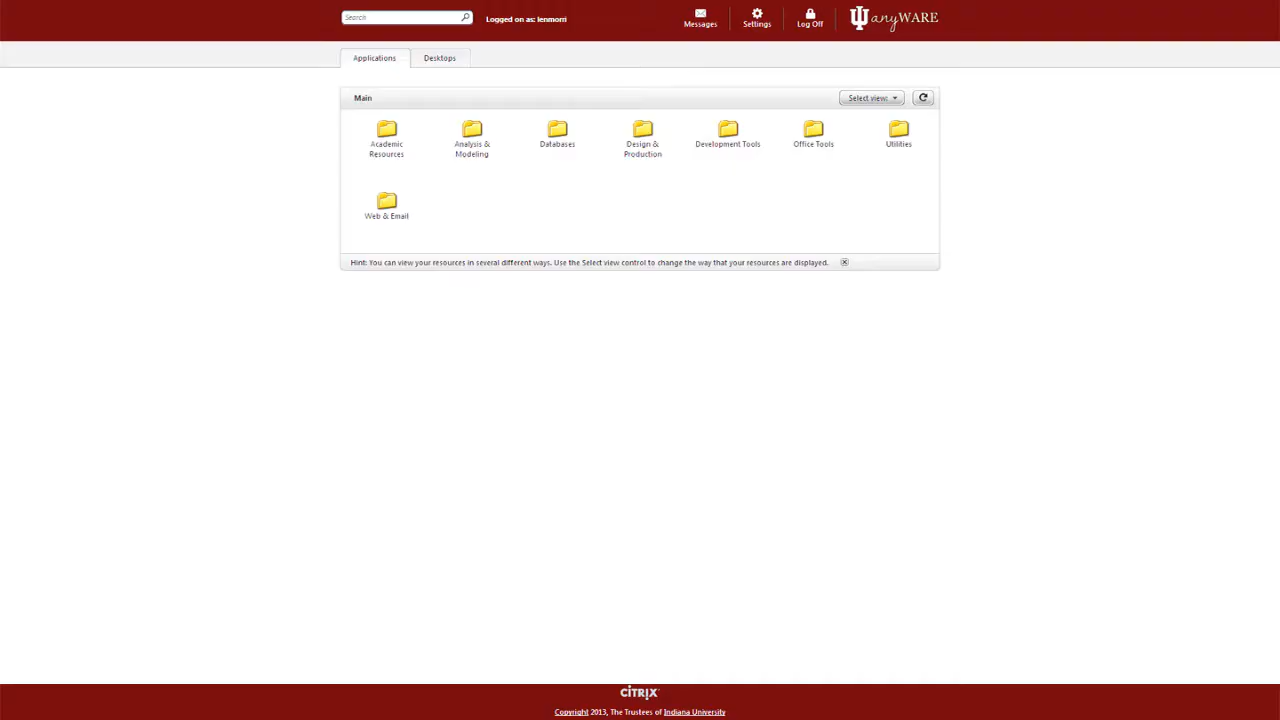 Search
Logged on as: lenmorri
Messages
Settings
Log Off
IU anyWARE
Applications
Desktops
Main
Select view:
Academic
Resources
Analysis &
Modeling
Databases
Design &
Production
Development Tools
Office Tools
Utilities
Web & Email
Hint: You can view your resources in several different ways. Use the Select view control to change the way that your resources are displayed.
CITRIX
Copyright 2013, The Trustees of Indiana University